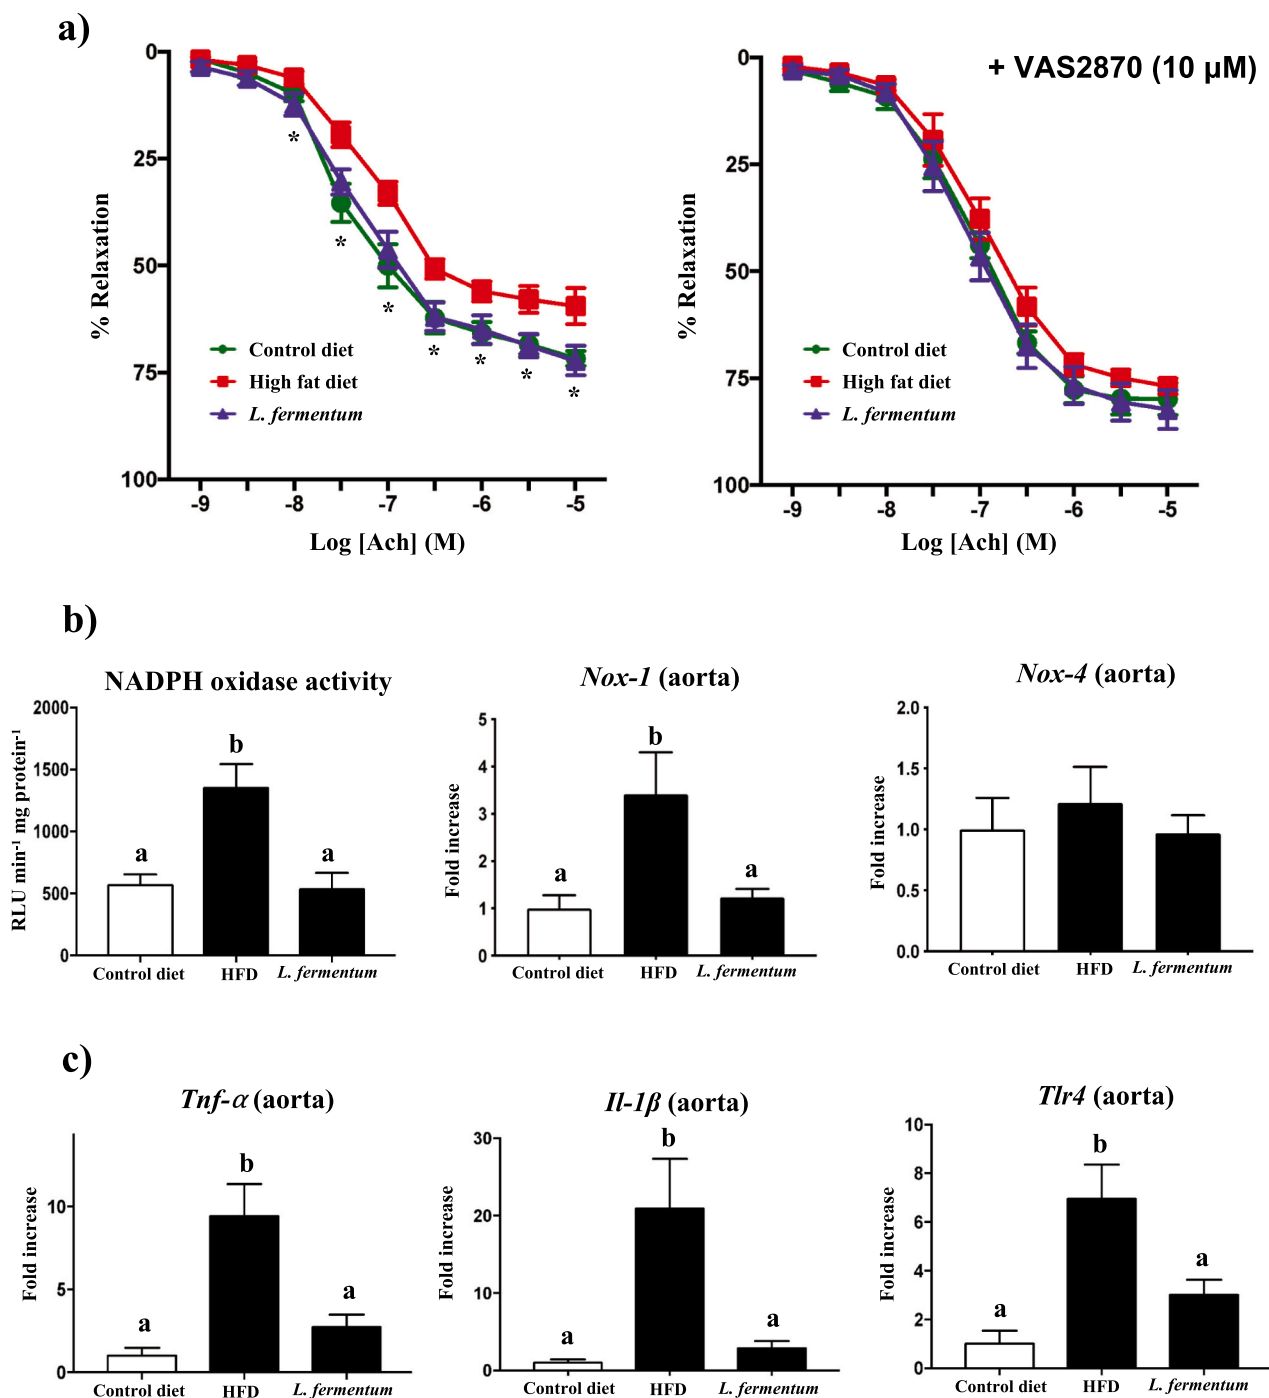 a)
+ VAS2870 (10 µM)
0
25
50
75
100
% Relaxation
*
*
*
*
*
*
*
Control diet
High fat diet
L. fermentum
-9
-8
-7
-6
-5
Log [Ach] (M)
0
25
50
75
100
% Relaxation
Control diet
High fat diet
L. fermentum
-9
-8
-7
-6
-5
Log [Ach] (M)
b)
NADPH oxidase activity
RLU min⁻¹ mg protein⁻¹
2000
1500
1000
500
0
a
b
a
Control diet
HFD
L. fermentum
Nox-1 (aorta)
Fold increase
5
4
3
2
1
0
a
b
a
Control diet
HFD
L. fermentum
Nox-4 (aorta)
Fold increase
2.0
1.5
1.0
0.5
0.0
Control diet
HFD
L. fermentum
c)
Tnf-α (aorta)
Fold increase
10
5
0
a
b
a
Control diet
HFD
L. fermentum
Il-1β (aorta)
Fold increase
30
20
10
0
a
b
a
Control diet
HFD
L. fermentum
Tlr4 (aorta)
Fold increase
10
8
6
4
2
0
a
b
a
Control diet
HFD
L. fermentum